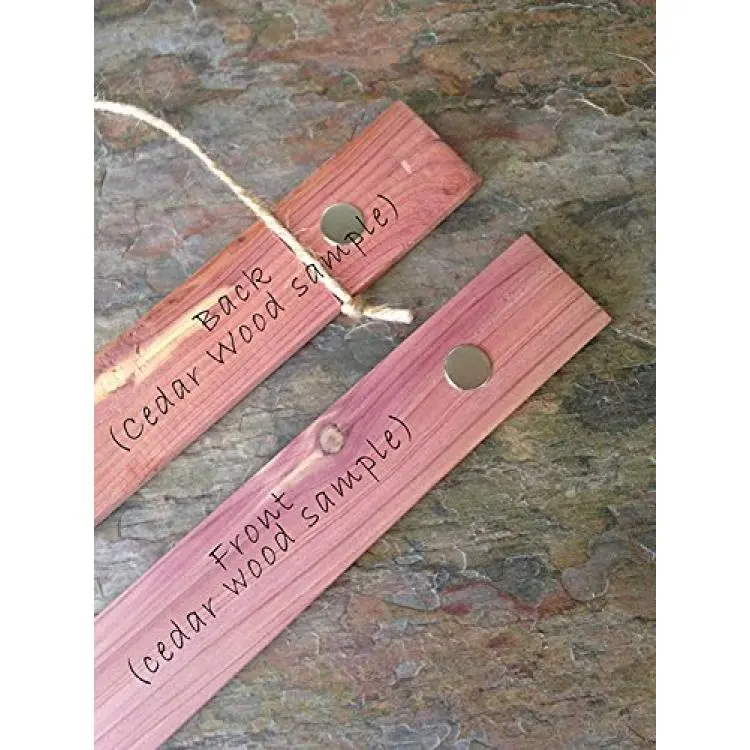 Back
(Cedar Wood sample)
Front
(cedar wood sample)